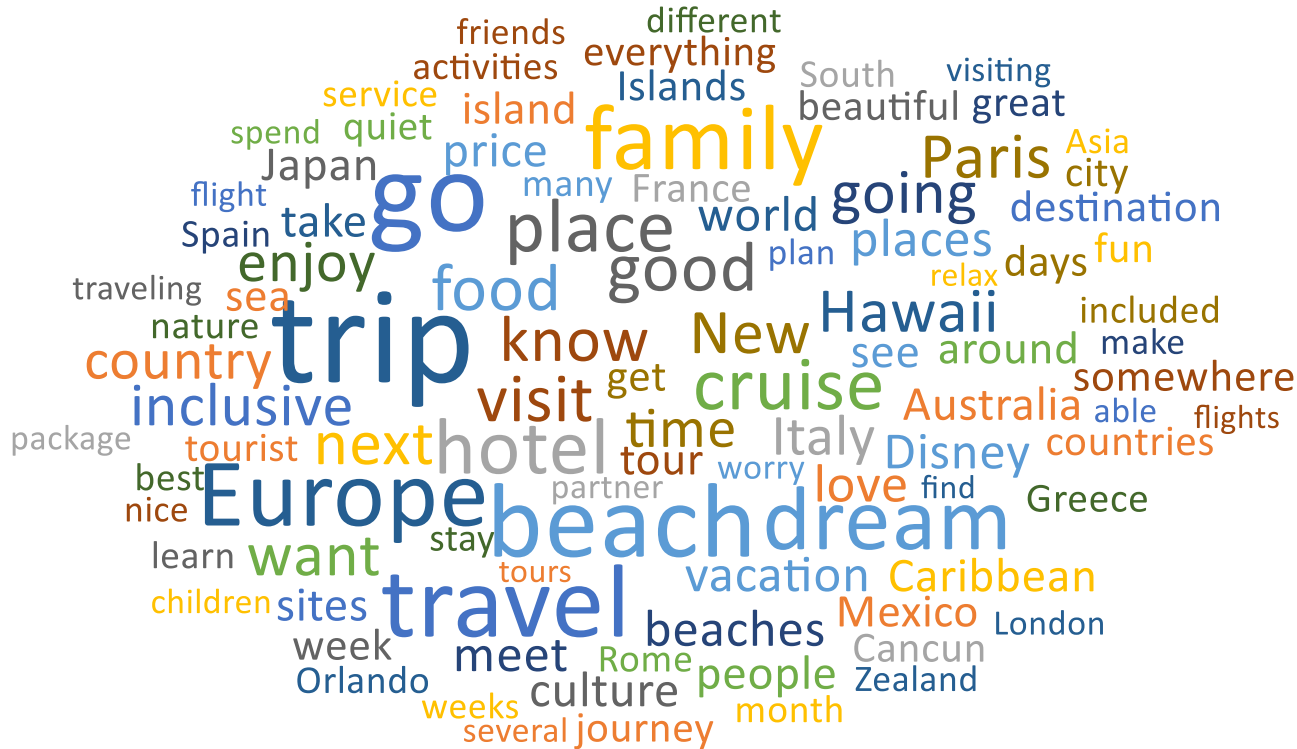 different
friends
everything
activities
Islands
South
visiting
service
island
beautiful
great
spend
quiet
family
price
Paris
Asia
Japan
city
flight
go
many
France
going
Spain
take
place
world
destination
enjoy
good
plan
places
days
fun
traveling
sea
food
relax
nature
trip
know
New
Hawaii
included
country
see
around
make
inclusive
visit
get
cruise
somewhere
Australia
able
flights
package
tourist
next
hotel
time
Italy
Disney
countries
best
tour
worry
love
find
nice
Europe
partner
Greece
stay
beach
dream
learn
want
tours
vacation
Caribbean
children
sites
travel
beaches
Mexico
London
week
meet
Rome
people
Cancun
Orlando
culture
Zealand
weeks
month
several
journey